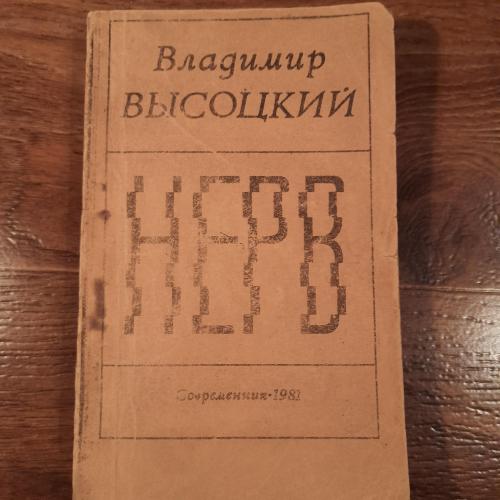 Владимир
ВЫСОЦКИЙ
НЕРВ
Современник·1981